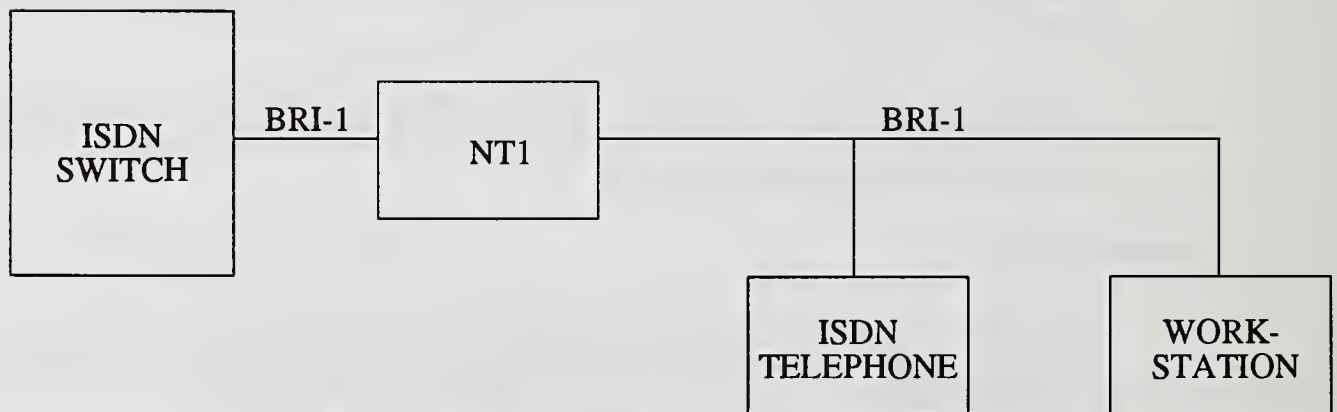 ISDN
SWITCH
BRI-1
NT1
BRI-1
ISDN
TELEPHONE
WORK-
STATION